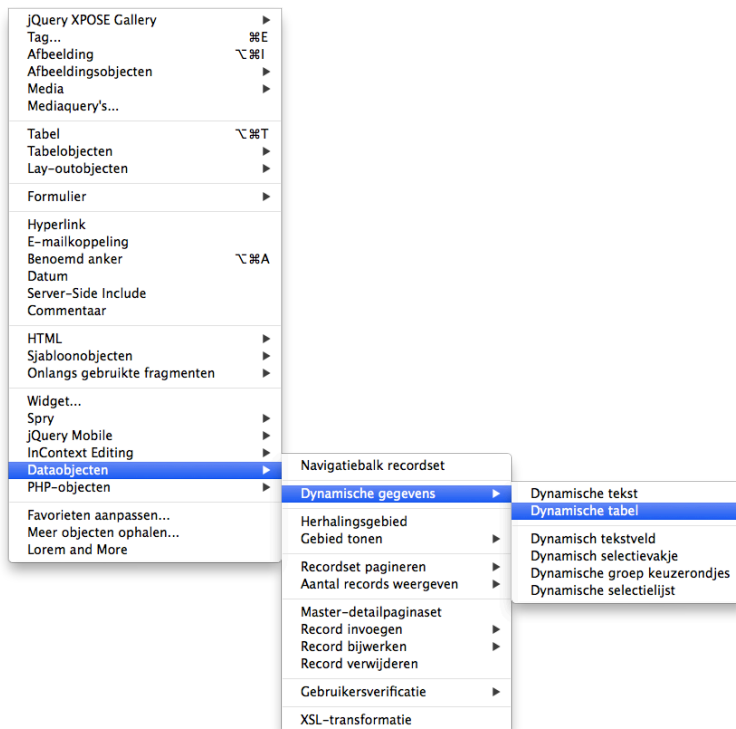 jQuery XPOSE Gallery
Tag... ⌘E
Afbeelding ⌥⌘I
Afbeeldingsobjecten
Media
Mediaquery's...
Tabel ⌥⌘T
Tabelobjecten
Lay-outobjecten
Formulier
Hyperlink
E-mailkoppeling
Benoemd anker ⌥⌘A
Datum
Server-Side Include
Commentaar
HTML
Sjabloonobjecten
Onlangs gebruikte fragmenten
Widget...
Spry
jQuery Mobile
InContext Editing
Dataobjecten
PHP-objecten
Favorieten aanpassen...
Meer objecten ophalen...
Lorem and More
Navigatiebalk recordset
Dynamische gegevens
Herhalingsgebied
Gebied tonen
Recordset pagineren
Aantal records weergeven
Master-detailpaginaset
Record invoegen
Record bijwerken
Record verwijderen
Gebruikersverificatie
XSL-transformatie
Dynamische tekst
Dynamische tabel
Dynamisch tekstveld
Dynamisch selectievakje
Dynamische groep keuzerondjes
Dynamische selectielijst